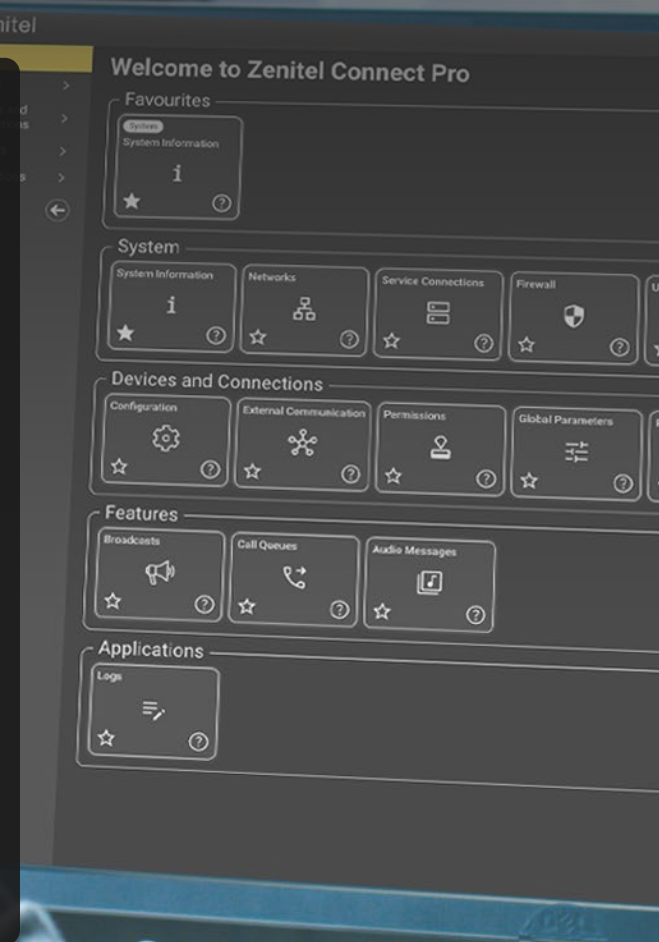 nitel
Welcome to Zenitel Connect Pro
Favourites
System
System Information
System
System Information
Networks
Service Connections
Firewall
Devices and Connections
Configuration
External Communication
Permissions
Global Parameters
Features
Broadcasts
Call Queues
Audio Messages
Applications
Logs